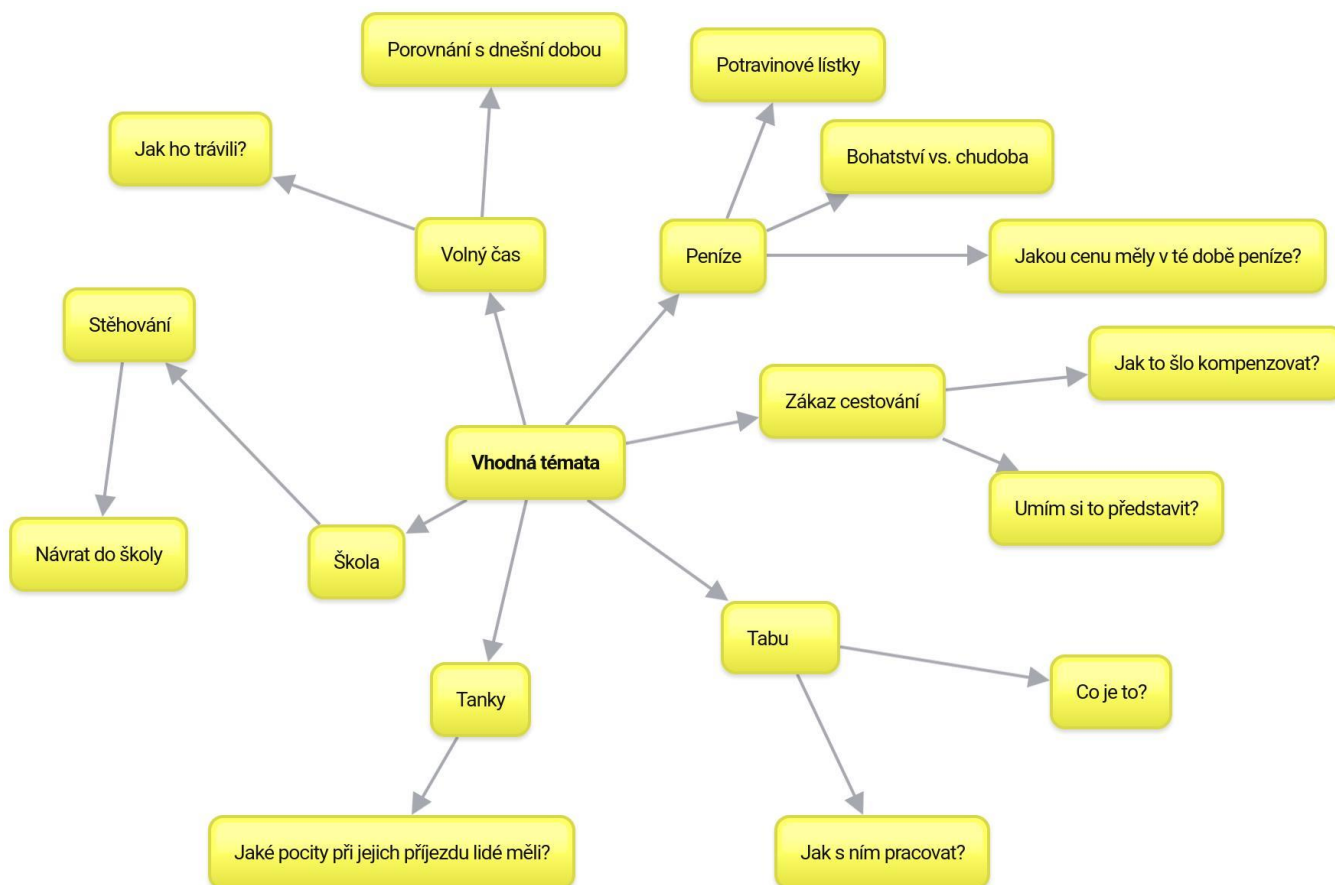 Porovnání s dnešní dobou
Potravinové lístky
Jak ho trávili?
Bohatství vs. chudoba
Volný čas
Peníze
Jakou cenu měly v té době peníze?
Stěhování
Jak to šlo kompenzovat?
Zákaz cestování
Vhodná témata
Umím si to představit?
Návrat do školy
Škola
Tabu
Co je to?
Tanky
Jaké pocity při jejich příjezdu lidé měli?
Jak s ním pracovat?